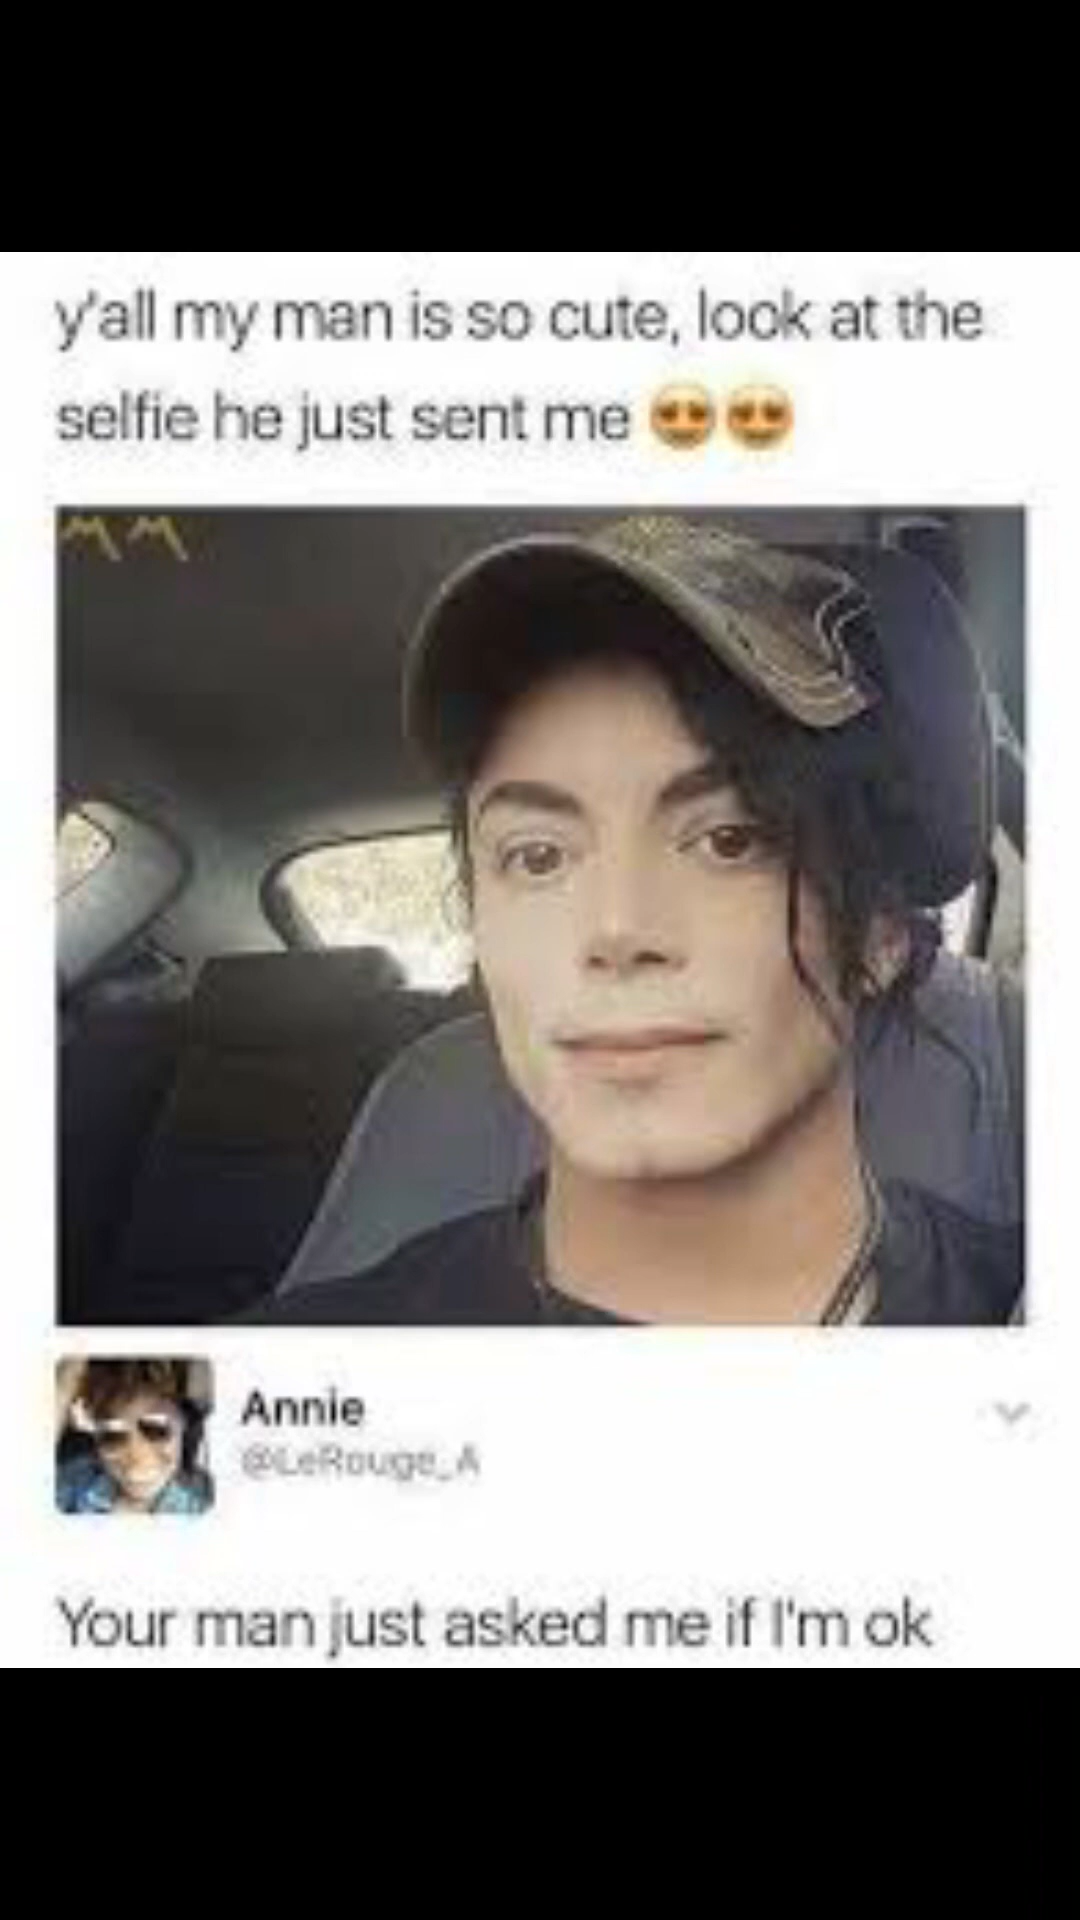 y'all my man is so cute, look at the
selfie he just sent me 😍😍
Annie
@LeRouge_A
Your man just asked me if I'm ok